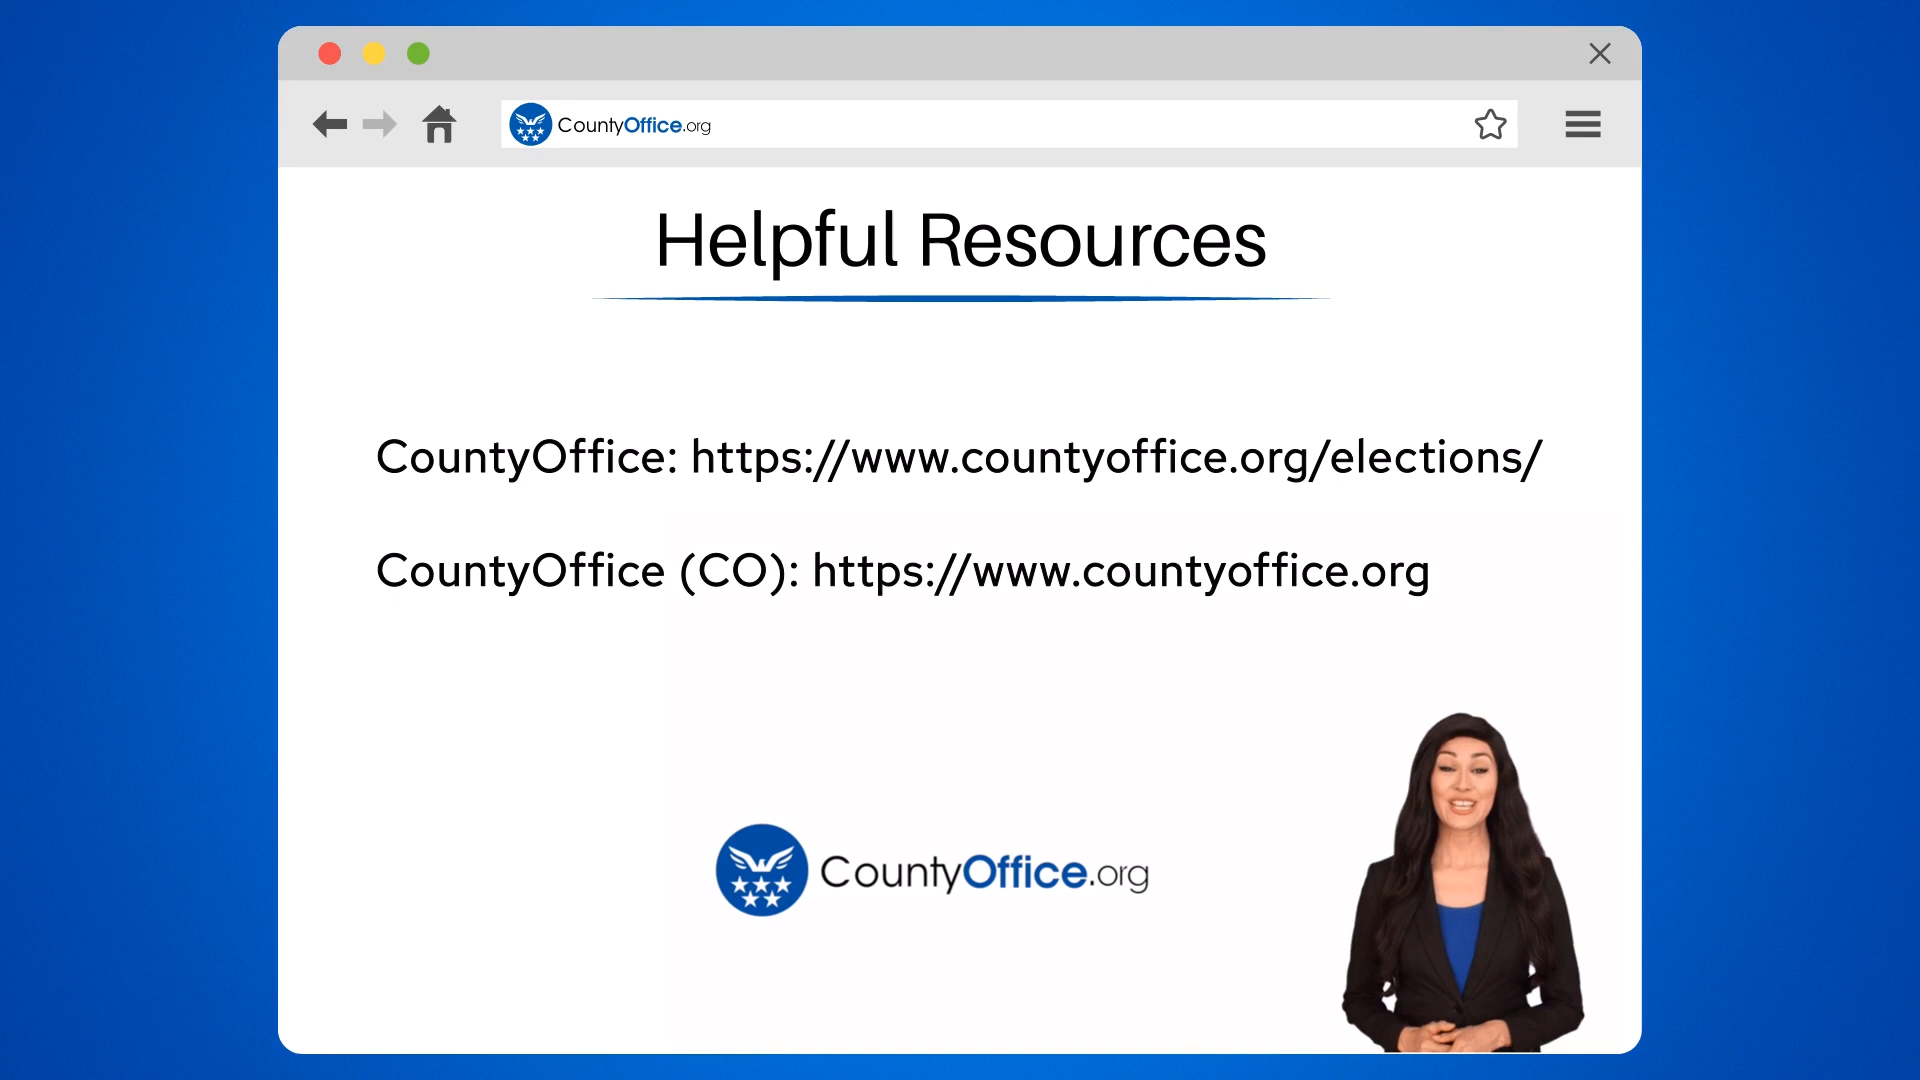 CountyOffice.org
Helpful Resources
CountyOffice: https://www.countyoffice.org/elections/
CountyOffice (CO): https://www.countyoffice.org
CountyOffice.org